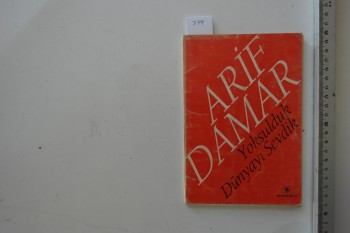 ARİF
DAMAR
Yoksulduk
Dünyayı Sevdik